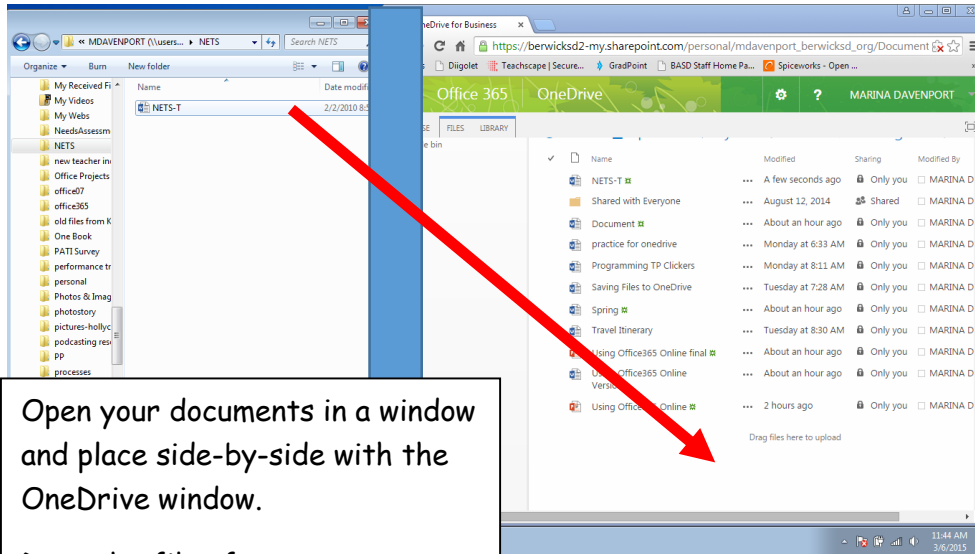 MDAVENPORT (\\users... ▸ NETS
Search NETS
Organize
Burn
New folder
Name
Date modifi
My Received Fi
My Videos
My Webs
NeedsAssessm
NETS
new teacher in
Office Projects
office07
office365
old files from K
One Book
PATI Survey
performance tr
personal
Photos & Imag
photostory
pictures-hollyc
podcasting rese
PP
processes
NETS-T
2/2/2010 8:5
neDrive for Business
https://berwicksd2-my.sharepoint.com/personal/mdavenport_berwicksd_org/Document
Diigolet
Teachscape | Secure...
GradPoint
BASD Staff Home Pa...
Spiceworks - Open ...
Office 365
OneDrive
?
MARINA DAVENPORT
SE
FILES
LIBRARY
e bin
Name
Modified
Sharing
Modified By
NETS-T ... A few seconds ago Only you MARINA D
Shared with Everyone ... August 12, 2014 Shared MARINA D
Document ... About an hour ago Only you MARINA D
practice for onedrive ... Monday at 6:33 AM Only you MARINA D
Programming TP Clickers ... Monday at 8:11 AM Only you MARINA D
Saving Files to OneDrive ... Tuesday at 7:28 AM Only you MARINA D
Spring ... About an hour ago Only you MARINA D
Travel Itinerary ... Tuesday at 8:30 AM Only you MARINA D
Using Office365 Online final ... About an hour ago Only you MARINA D
Office365 Online ... About an hour ago Only you MARINA D
Using Online ... 2 hours ago Only you MARINA D
Drag files here to upload
Open your documents in a window
and place side-by-side with the
OneDrive window.
11:44 AM
3/6/2015